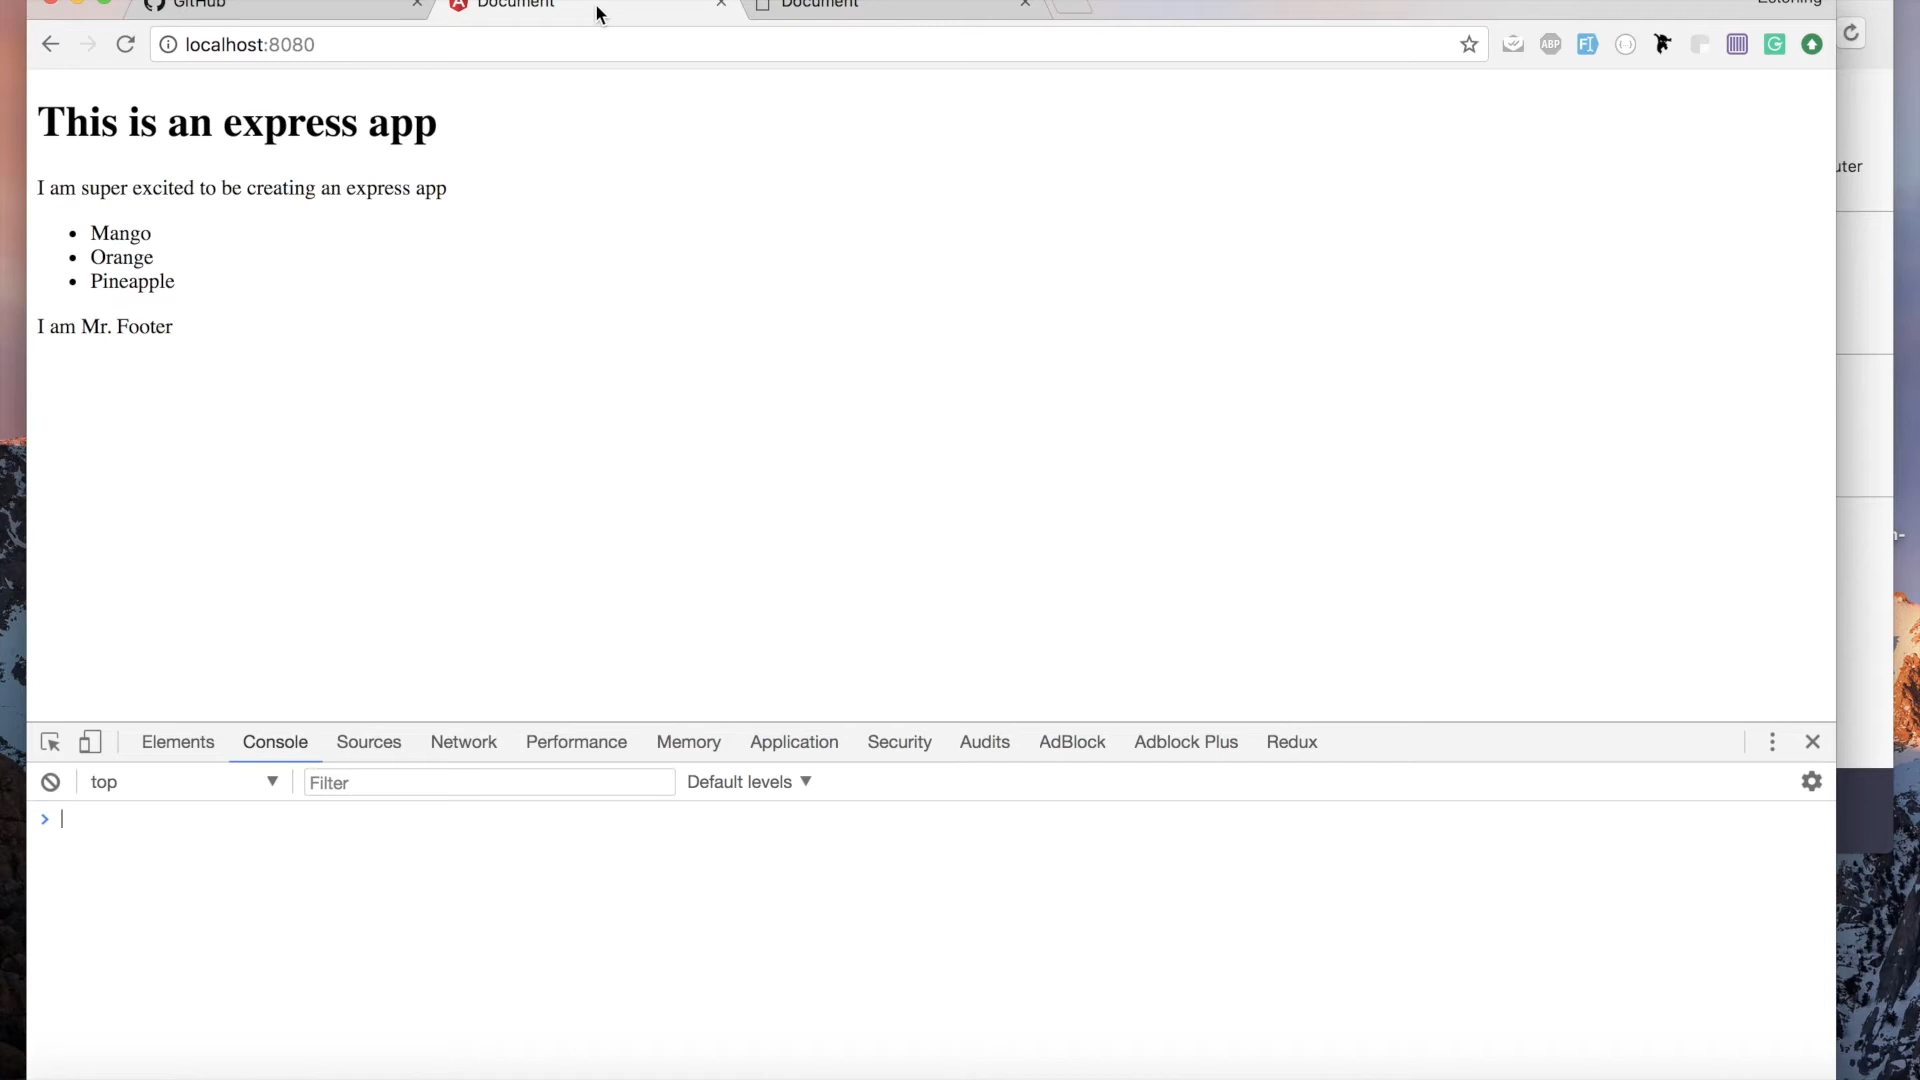 GitHub
Document
Document
localhost:8080
ABP
This is an express app
uter
I am super excited to be creating an express app
Mango
Orange
Pineapple
I am Mr. Footer
Elements Console Sources Network Performance Memory Application Security Audits AdBlock Adblock Plus Redux
top Filter Default levels